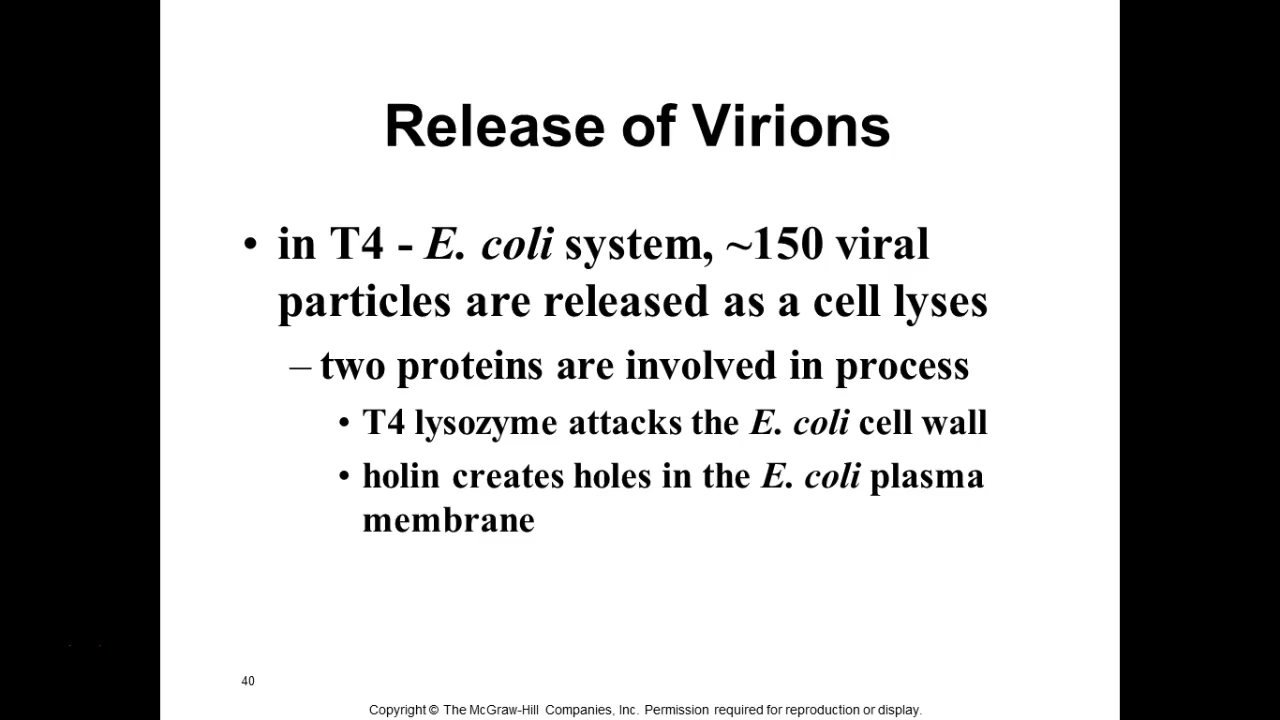 Release of Virions
• in T4 - E. coli system, ~150 viral
particles are released as a cell lyses
– two proteins are involved in process
• T4 lysozyme attacks the E. coli cell wall
• holin creates holes in the E. coli plasma
membrane
40
Copyright © The McGraw-Hill Companies, Inc. Permission required for reproduction or display.